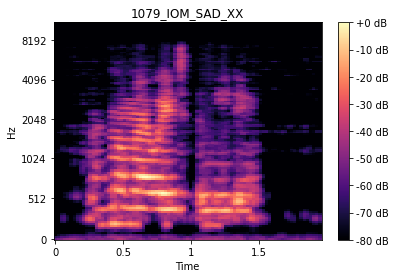 1079_IOM_SAD_XX
+0 dB
8192
-10 dB
4096
-20 dB
-30 dB
2048
Hz
-40 dB
1024
-50 dB
-60 dB
512
-70 dB
0
-80 dB
0
0.5
1
1.5
Time